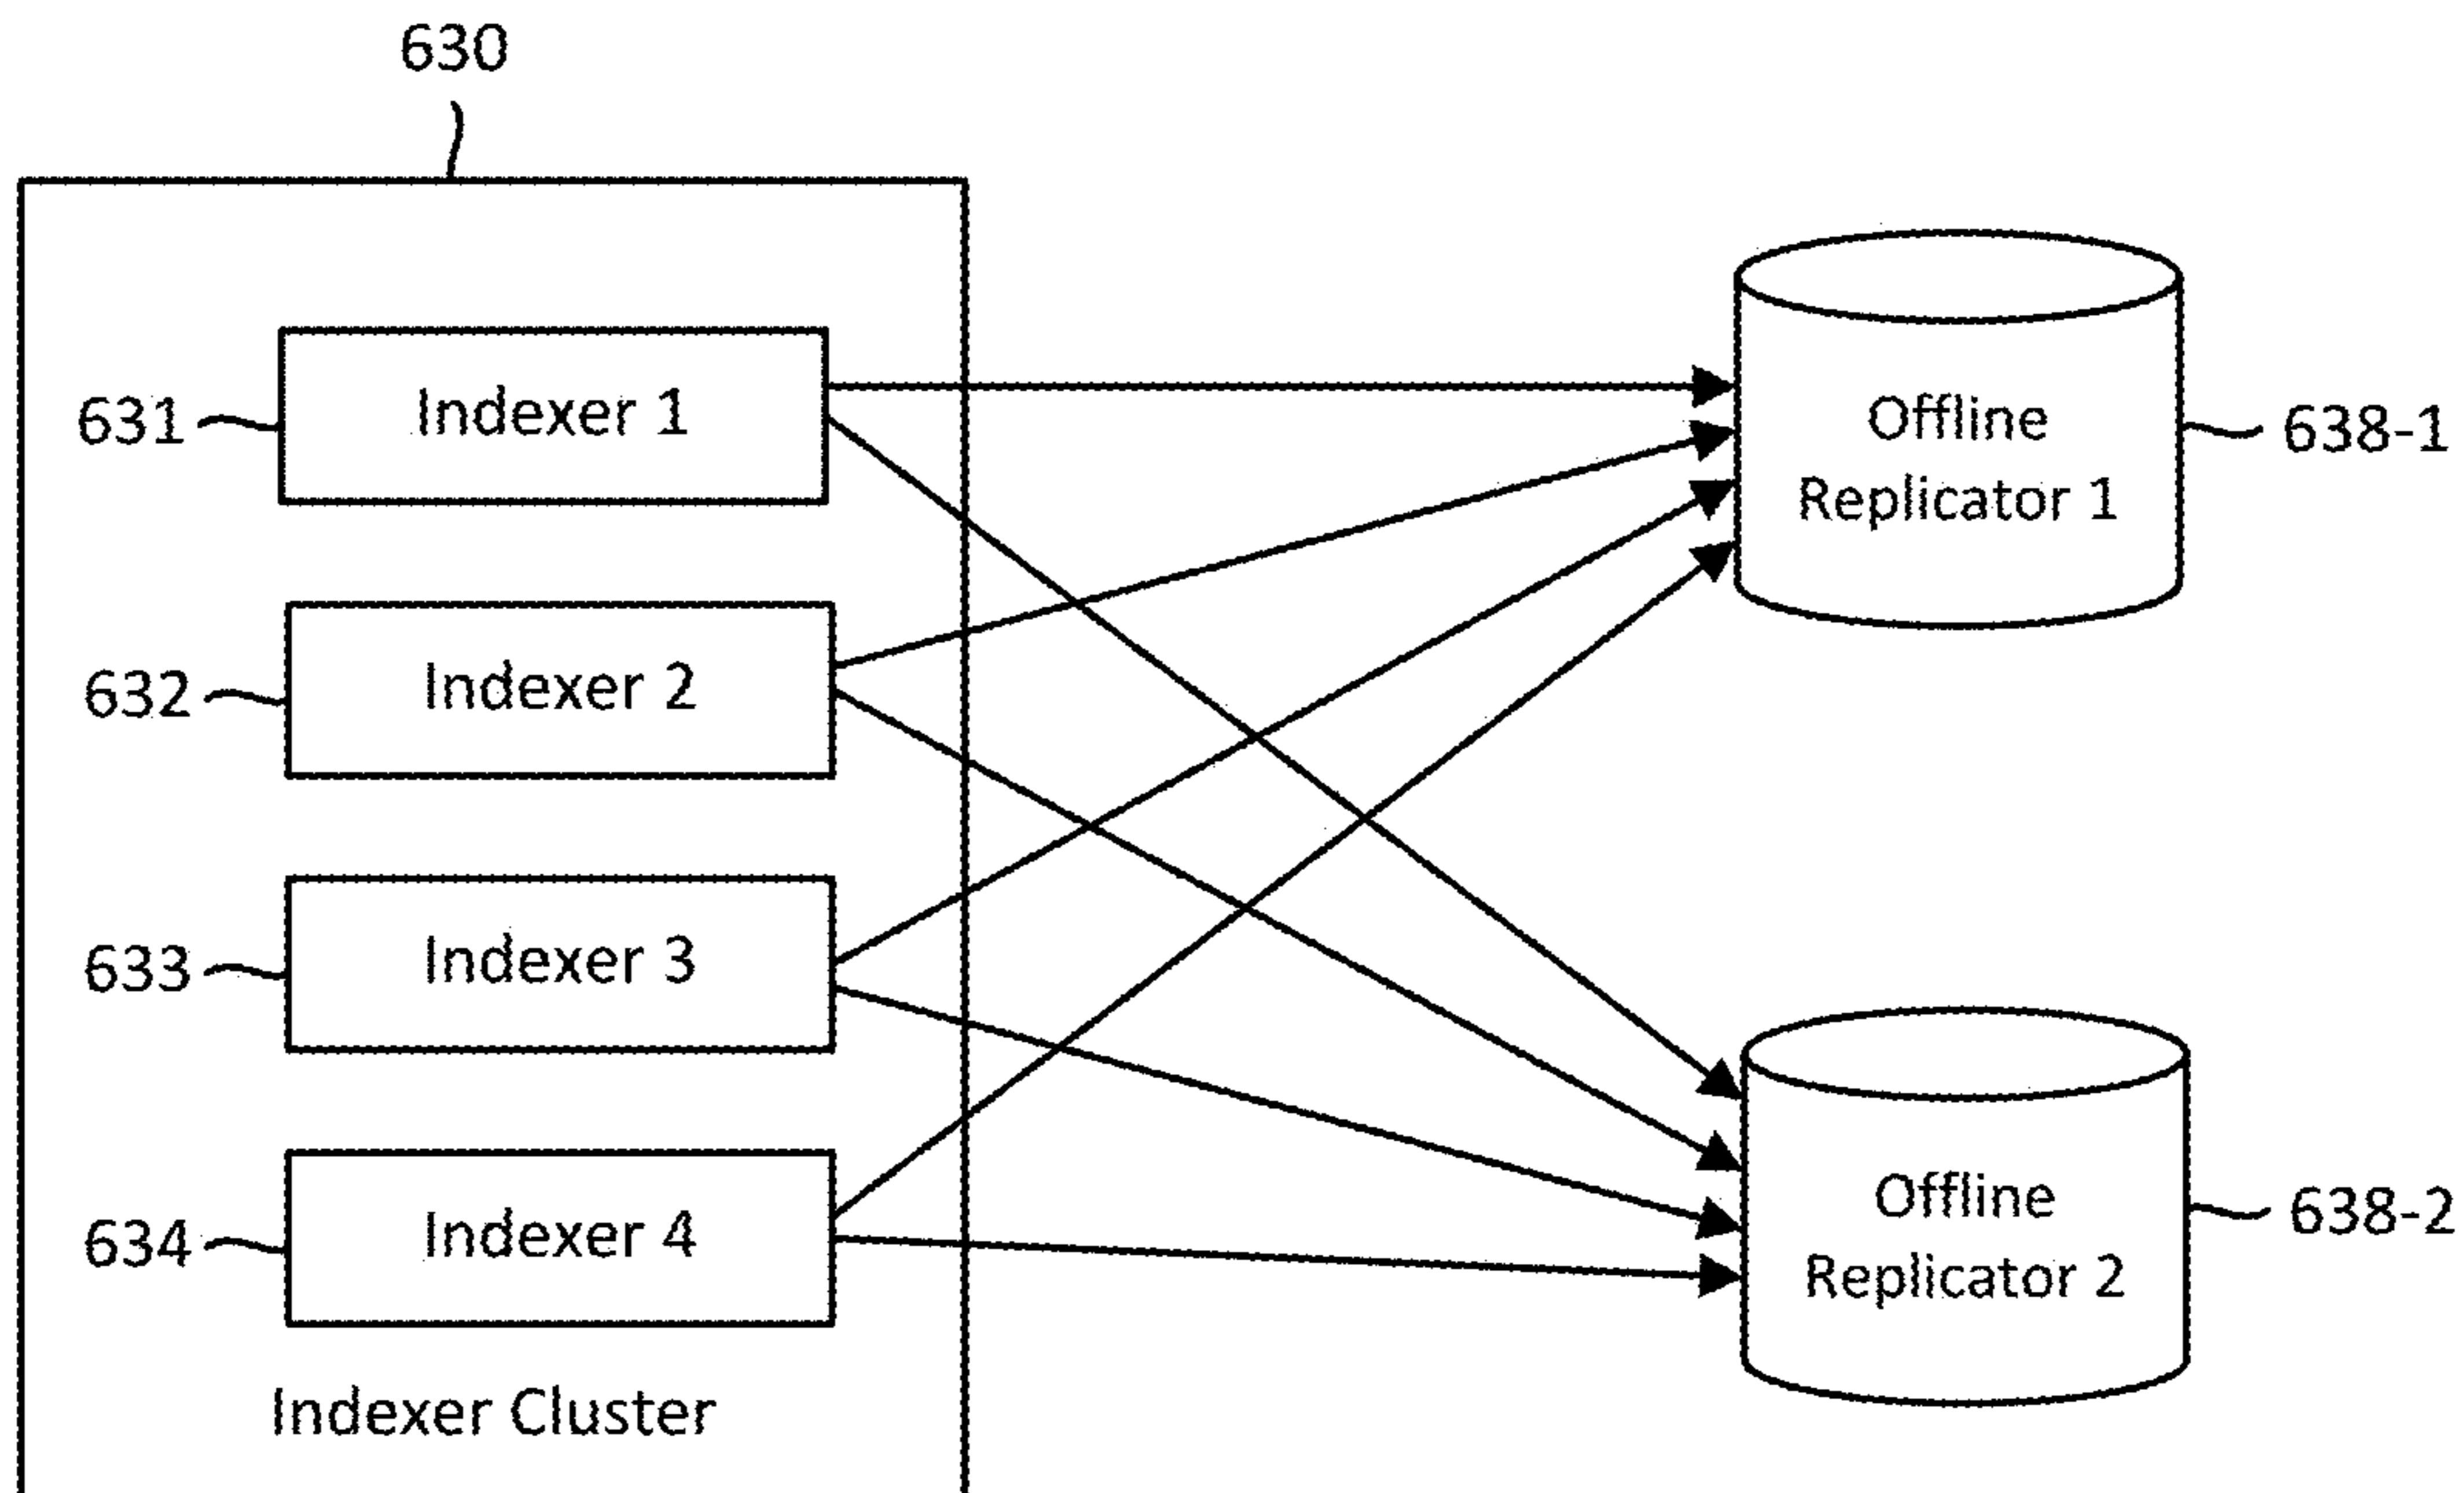 630
631
Indexer 1
632
Indexer 2
633
Indexer 3
634
Indexer 4
Indexer Cluster
Offline
Replicator 1
638-1
Offline
Replicator 2
638-2